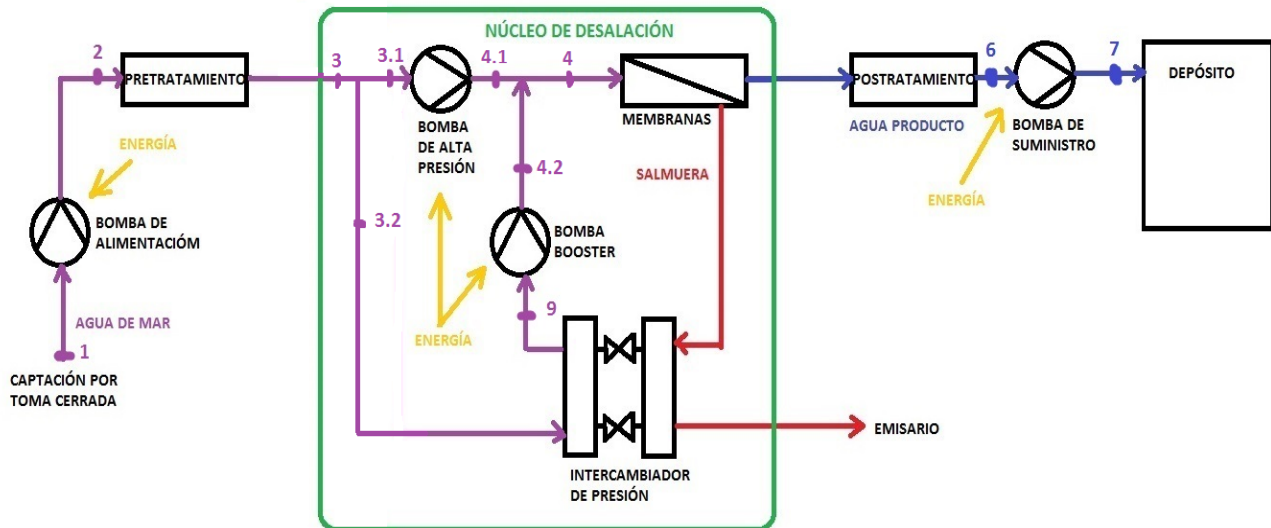 NÚCLEO DE DESALACIÓN
2
3
3.1
4.1
4
6
7
PRETRATAMIENTO
POSTRATAMIENTO
DEPÓSITO
MEMBRANAS
AGUA PRODUCTO
BOMBA
DE ALTA
PRESIÓN
BOMBA DE
SUMINISTRO
ENERGÍA
4.2
SALMUERA
ENERGÍA
BOMBA DE
ALIMENTACIÓM
3.2
BOMBA
BOOSTER
AGUA DE MAR
9
ENERGÍA
1
CAPTACIÓN POR
TOMA CERRADA
EMISARIO
INTERCAMBIADOR
DE PRESIÓN